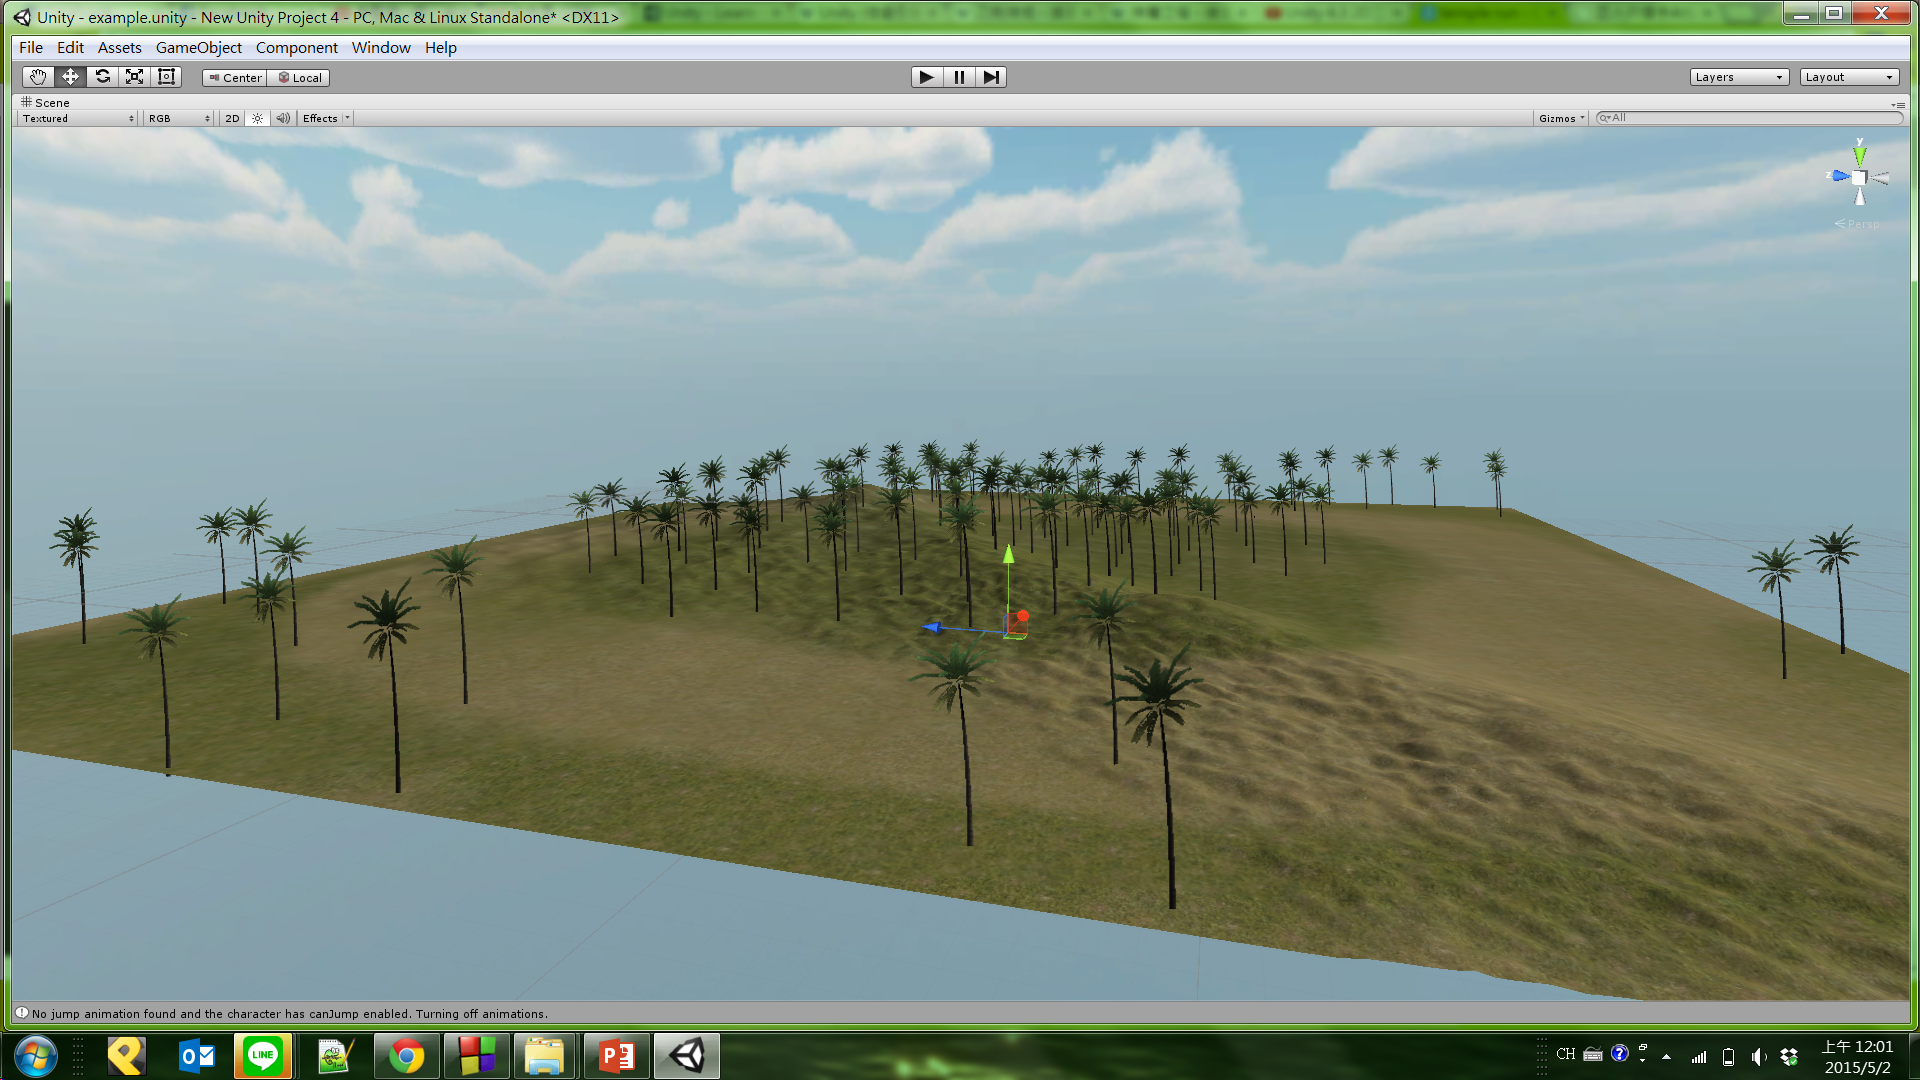 Unity - example.unity - New Unity Project 4 - PC, Mac & Linux Standalone* <DX11>
File Edit Assets GameObject Component Window Help
Center Local Layers Layout
Scene
Textured RGB 2D Effects Gizmos All
y
z
Persp
No jump animation found and the character has canJump enabled. Turning off animations.
LINE
CH
上午 12:01
2015/5/2